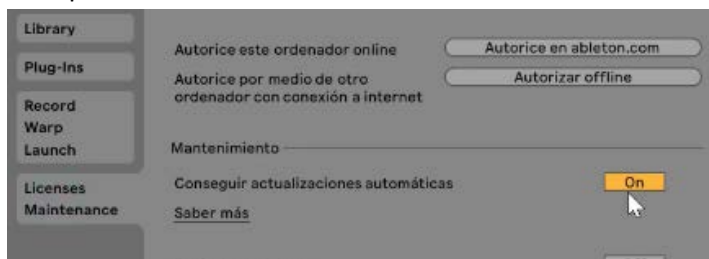 Library
Plug-Ins
Record
Warp
Launch
Licenses
Maintenance
Autorice este ordenador online
Autorice en ableton.com
Autorice por medio de otro
ordenador con conexión a internet
Autorizar offline
Mantenimiento
Conseguir actualizaciones automáticas
On
Saber más